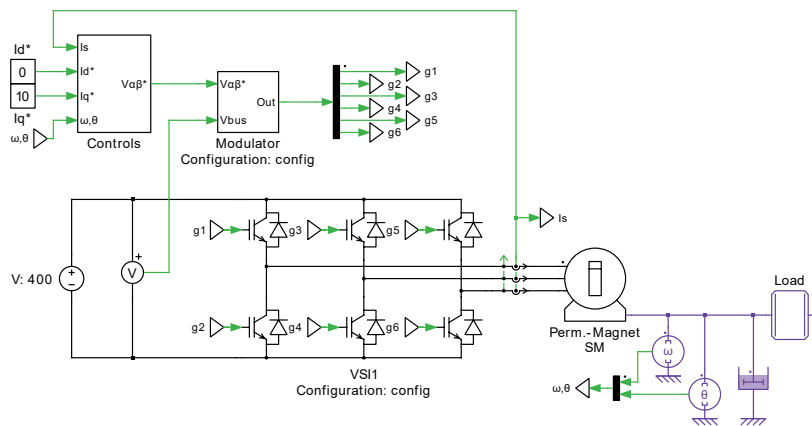 Id*
0
10
Iq*
ω,θ
Is
Id*
Iq*
ω,θ
Vαβ*
Controls
Vαβ*
Vbus
Out
Modulator
Configuration: config
g1
g2
g3
g4
g5
g6
Is
V: 400
+
V
g1
g3
g5
g2
g4
g6
VSI1
Configuration: config
Perm.-Magnet
SM
Load
ω
θ
ω,θ